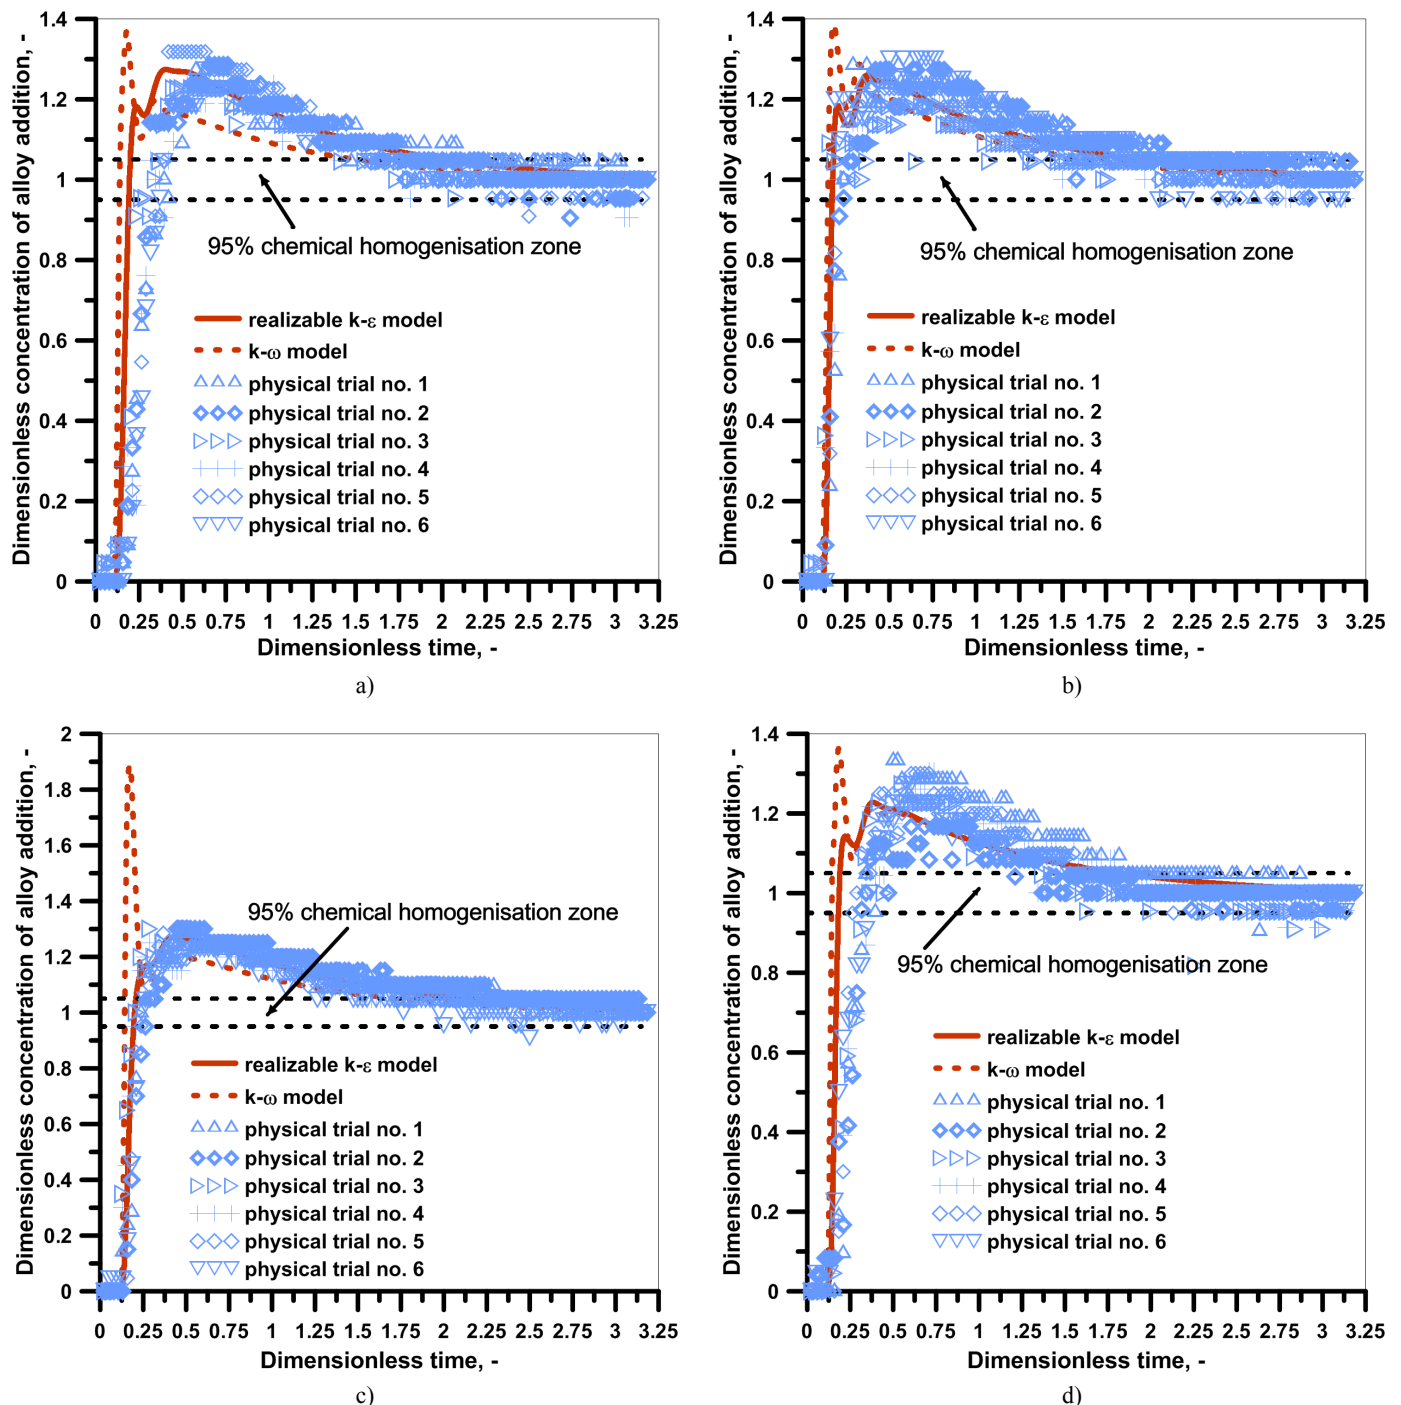 Dimensionless concentration of alloy addition, -
1.4
1.2
1
0.8
0.6
0.4
0.2
0
95% chemical homogenisation zone
realizable k-ε model
k-ω model
physical trial no. 1
physical trial no. 2
physical trial no. 3
physical trial no. 4
physical trial no. 5
physical trial no. 6
0 0.25 0.5 0.75 1 1.25 1.5 1.75 2 2.25 2.5 2.75 3 3.25
Dimensionless time, -
a)
Dimensionless concentration of alloy addition, -
1.4
1.2
1
0.8
0.6
0.4
0.2
0
95% chemical homogenisation zone
realizable k-ε model
k-ω model
physical trial no. 1
physical trial no. 2
physical trial no. 3
physical trial no. 4
physical trial no. 5
physical trial no. 6
0 0.25 0.5 0.75 1 1.25 1.5 1.75 2 2.25 2.5 2.75 3 3.25
Dimensionless time, -
b)
Dimensionless concentration of alloy addition, -
2
1.8
1.6
1.4
1.2
1
0.8
0.6
0.4
0.2
0
95% chemical homogenisation zone
realizable k-ε model
k-ω model
physical trial no. 1
physical trial no. 2
physical trial no. 3
physical trial no. 4
physical trial no. 5
physical trial no. 6
0 0.25 0.5 0.75 1 1.25 1.5 1.75 2 2.25 2.5 2.75 3 3.25
Dimensionless time, -
c)
Dimensionless concentration of alloy addition, -
1.4
1.2
1
0.8
0.6
0.4
0.2
0
95% chemical homogenisation zone
realizable k-ε model
k-ω model
physical trial no. 1
physical trial no. 2
physical trial no. 3
physical trial no. 4
physical trial no. 5
physical trial no. 6
0 0.25 0.5 0.75 1 1.25 1.5 1.75 2 2.25 2.5 2.75 3 3.25
Dimensionless time, -
d)